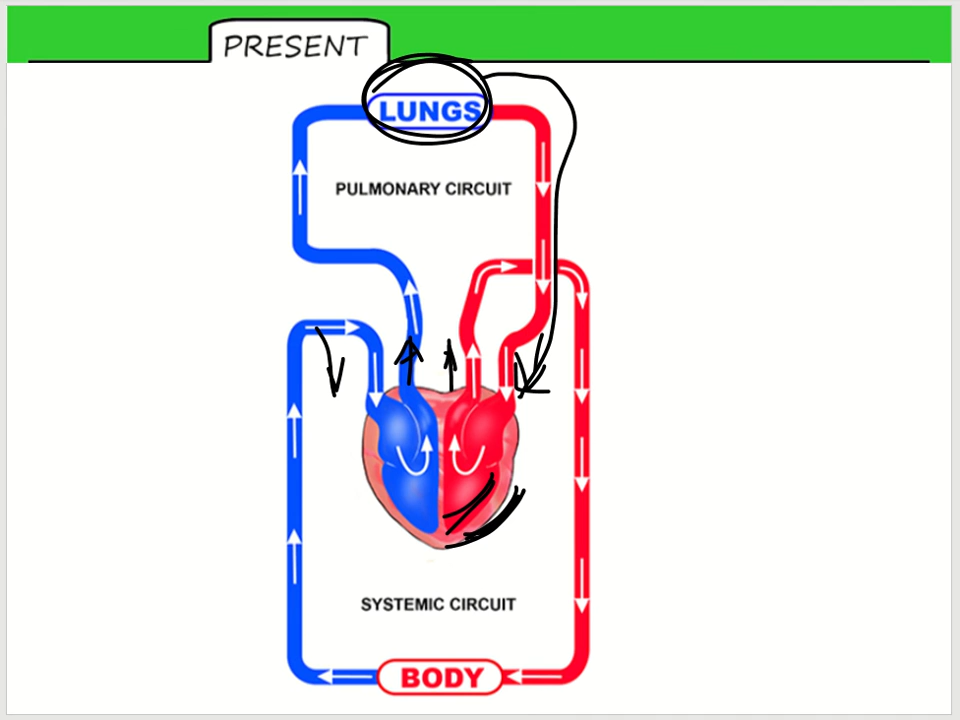 PRESENT
LUNGS
PULMONARY CIRCUIT
SYSTEMIC CIRCUIT
BODY